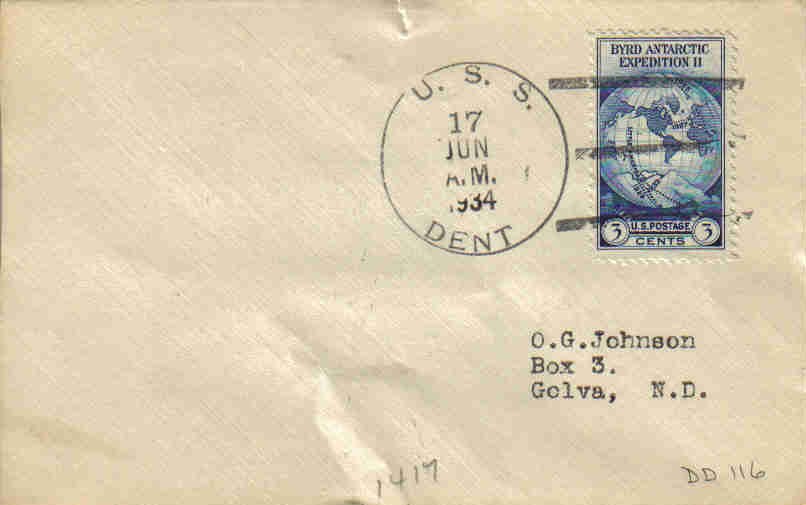 U. S. S.
17
JUN
A.M.
1934
DENT
BYRD ANTARCTIC
EXPEDITION II
3 U.S.POSTAGE 3
CENTS
O.G.Johnson
Box 3.
Golva, N.D.
1417
DD 116